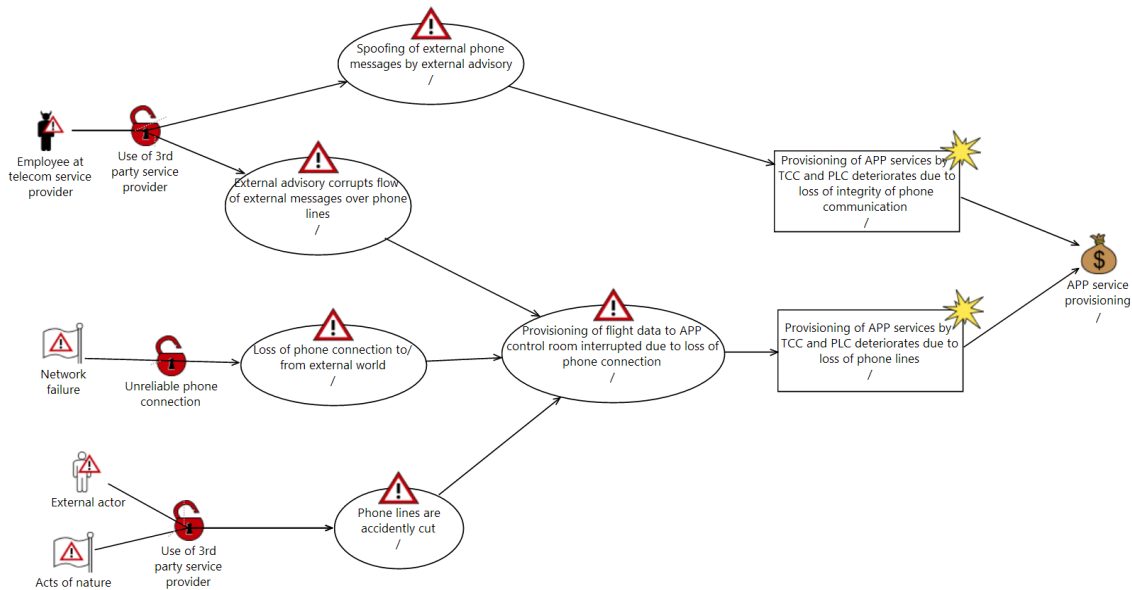 Spoofing of external phone
messages by external advisory
/
Employee at
telecom service
provider
Use of 3rd
party service
provider
External advisory corrupts flow
of external messages over phone
lines
/
Provisioning of APP services by
TCC and PLC deteriorates due to
loss of integrity of phone
communication
/
$
APP service
provisioning
/
Network
failure
Unreliable phone
connection
Loss of phone connection to/
from external world
/
Provisioning of flight data to APP
control room interrupted due to loss of
phone connection
/
Provisioning of APP services by
TCC and PLC deteriorates due to
loss of phone lines
/
External actor
Acts of nature
Use of 3rd
party service
provider
Phone lines are
accidently cut
/